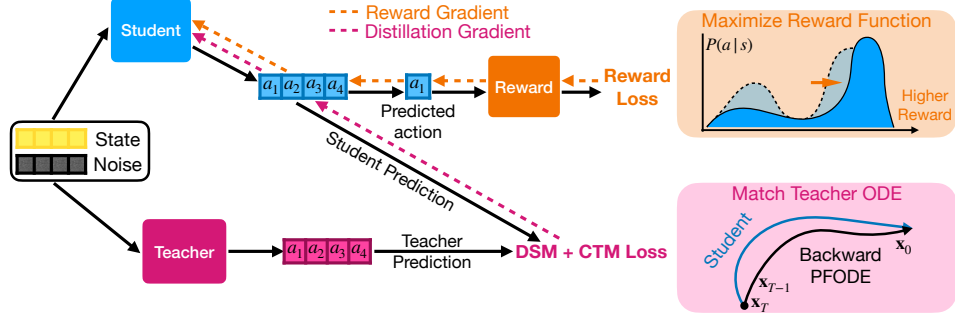 Student
Reward Gradient
Distillation Gradient
a₁ a₂ a₃ a₄
a₁
Predicted
action
Reward
Reward
Loss
State
Noise
Student Prediction
Teacher
a₁ a₂ a₃ a₄
Teacher
Prediction
DSM + CTM Loss
Maximize Reward Function
P(a | s)
Higher
Reward
Match Teacher ODE
Student
Backward
PFODE
x₀
x_{T−1}
x_T